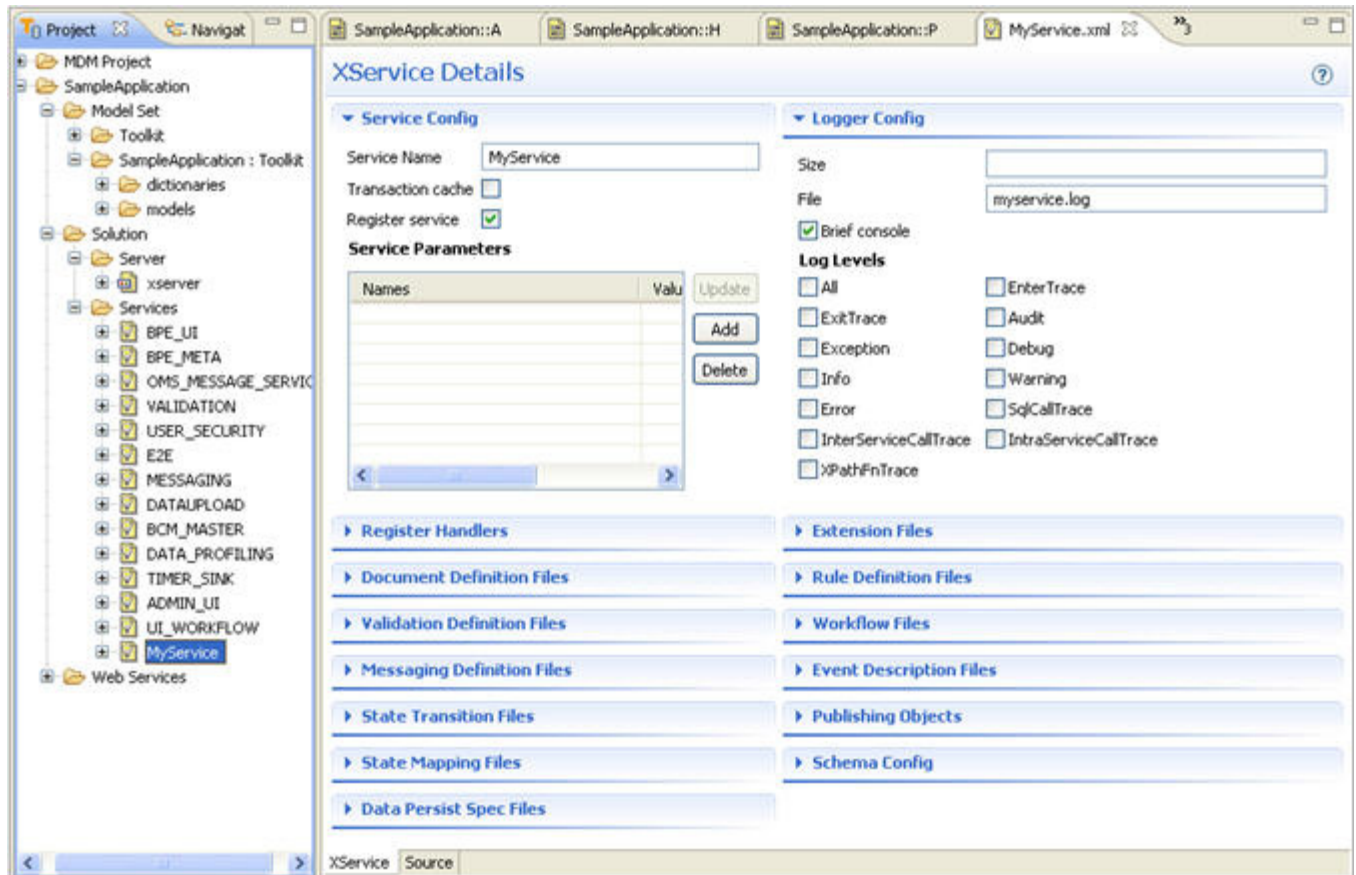 Project
Navigat
MDM Project
SampleApplication
Model Set
Toolkit
SampleApplication : Toolkit
dictionaries
models
Solution
Server
xserver
Services
BPE_UI
BPE_META
OMS_MESSAGE_SERVIC
VALIDATION
USER_SECURITY
E2E
MESSAGING
DATAUPLOAD
BCM_MASTER
DATA_PROFILING
TIMER_SINK
ADMIN_UI
UI_WORKFLOW
MyService
Web Services
SampleApplication::A
SampleApplication::H
SampleApplication::P
MyService.xml
»3
XService Details
?
Service Config
Service Name MyService
Transaction cache
Register service
Service Parameters
Names Valu
Update
Add
Delete
Logger Config
Size
File myservice.log
Brief console
Log Levels
All EnterTrace
ExitTrace Audit
Exception Debug
Info Warning
Error SqlCallTrace
InterServiceCallTrace IntraServiceCallTrace
XPathFnTrace
Register Handlers
Extension Files
Document Definition Files
Rule Definition Files
Validation Definition Files
Workflow Files
Messaging Definition Files
Event Description Files
State Transition Files
Publishing Objects
State Mapping Files
Schema Config
Data Persist Spec Files
XService Source